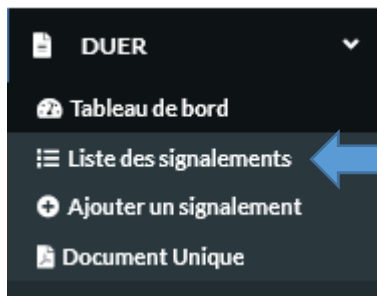 DUER
Tableau de bord
Liste des signalements
Ajouter un signalement
Document Unique